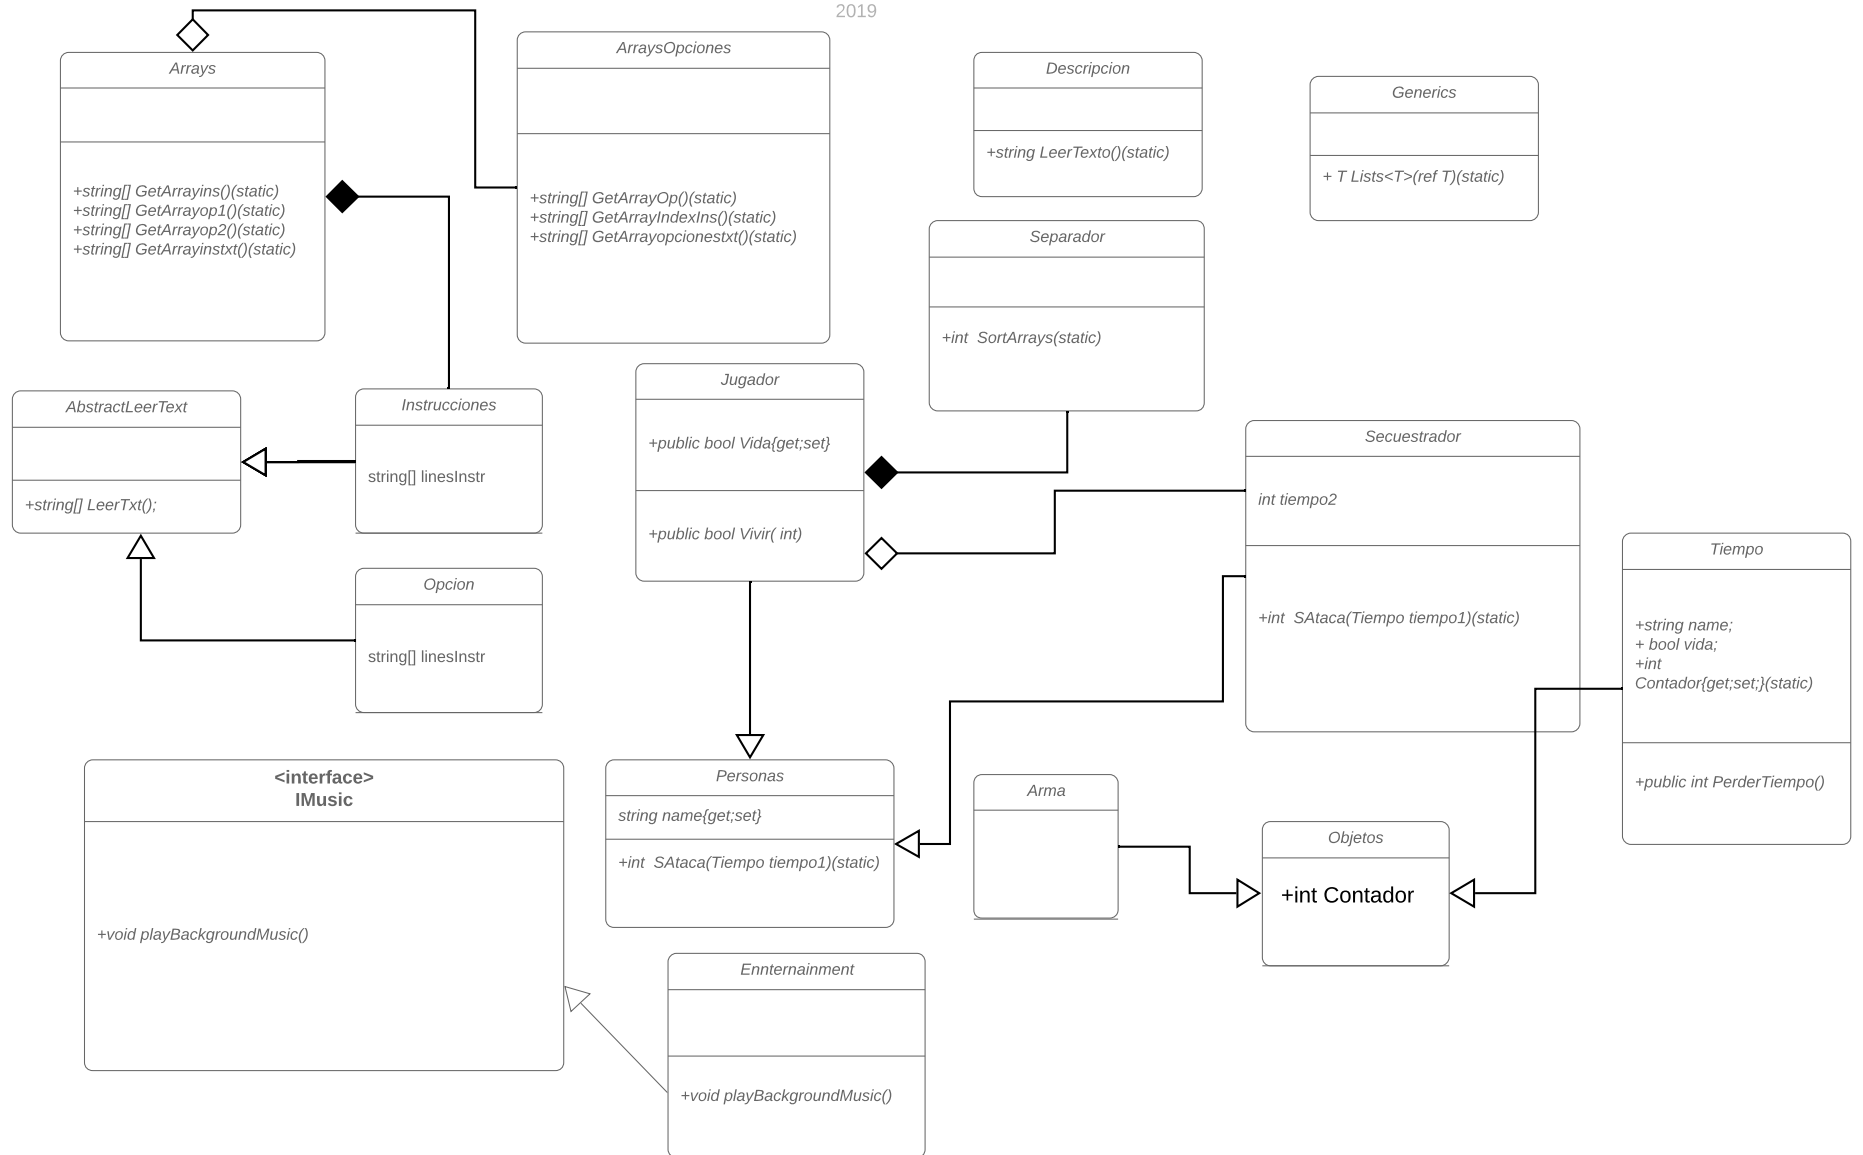 2019
Arrays
+string[] GetArrayins()(static)
+string[] GetArrayop1()(static)
+string[] GetArrayop2()(static)
+string[] GetArrayinstxt()(static)
ArraysOpciones
+string[] GetArrayOp()(static)
+string[] GetArrayIndexIns()(static)
+string[] GetArrayopcionestxt()(static)
Descripcion
+string LeerTexto()(static)
Generics
+ T Lists<T>(ref T)(static)
Separador
+int  SortArrays(static)
AbstractLeerText
+string[] LeerTxt();
Instrucciones
string[] linesInstr
Jugador
+public bool Vida{get;set}
+public bool Vivir( int)
Secuestrador
int tiempo2
+int  SAtaca(Tiempo tiempo1)(static)
Tiempo
+string name;
+ bool vida;
+int
Contador{get;set;}(static)
+public int PerderTiempo()
Opcion
string[] linesInstr
<interface>
IMusic
+void playBackgroundMusic()
Personas
string name{get;set}
+int  SAtaca(Tiempo tiempo1)(static)
Arma
Objetos
+int Contador
Ennternainment
+void playBackgroundMusic()